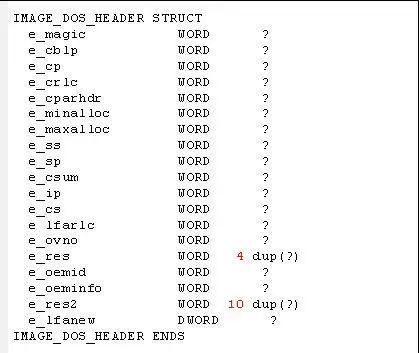 IMAGE_DOS_HEADER STRUCT
e_magic WORD ?
e_cblp WORD ?
e_cp WORD ?
e_crlc WORD ?
e_cparhdr WORD ?
e_minalloc WORD ?
e_maxalloc WORD ?
e_ss WORD ?
e_sp WORD ?
e_csum WORD ?
e_ip WORD ?
e_cs WORD ?
e_lfarlc WORD ?
e_ovno WORD ?
e_res WORD 4 dup(?)
e_oemid WORD ?
e_oeminfo WORD ?
e_res2 WORD 10 dup(?)
e_lfanew DWORD ?
IMAGE_DOS_HEADER ENDS